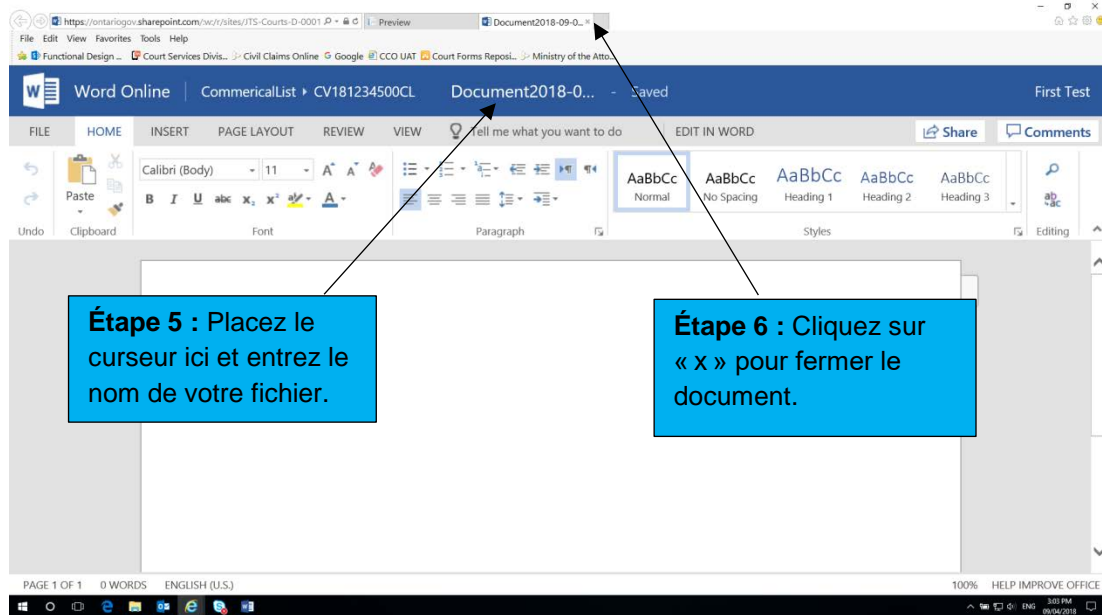 https://ontariogov.sharepoint.com/:w:/r/sites/JTS-Courts-D-0001 Preview Document2018-09-0...
File Edit View Favorites Tools Help
Functional Design ... Court Services Divis... Civil Claims Online Google CCO UAT Court Forms Reposi... Ministry of the Atto...
Word Online CommericalList CV181234500CL Document2018-0... - Saved First Test
FILE HOME INSERT PAGE LAYOUT REVIEW VIEW Tell me what you want to do EDIT IN WORD Share Comments
Calibri (Body) 11
AaBbCc AaBbCc AaBbCc AaBbCc AaBbCc
Paste B I U abc
Normal No Spacing Heading 1 Heading 2 Heading 3
Undo Clipboard Font Paragraph Styles Editing
Étape 5 : Placez le
curseur ici et entrez le
nom de votre fichier.
Étape 6 : Cliquez sur
« x » pour fermer le
document.
PAGE 1 OF 1 0 WORDS ENGLISH (U.S.) 100% HELP IMPROVE OFFICE
ENG 3:03 PM
09/04/2018